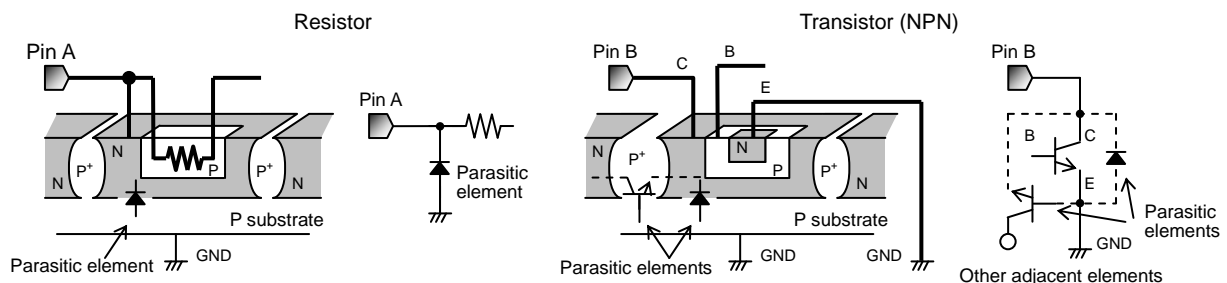 Resistor
Transistor (NPN)
Pin A
Pin B
C
B
E
Pin B
Pin A
B
C
E
N
P+
N
P
P+
N
N
P+
N
P
P+
N
N
Parasitic
element
P substrate
P substrate
Parasitic
elements
Parasitic element
GND
Parasitic elements
GND
GND
GND
Other adjacent elements